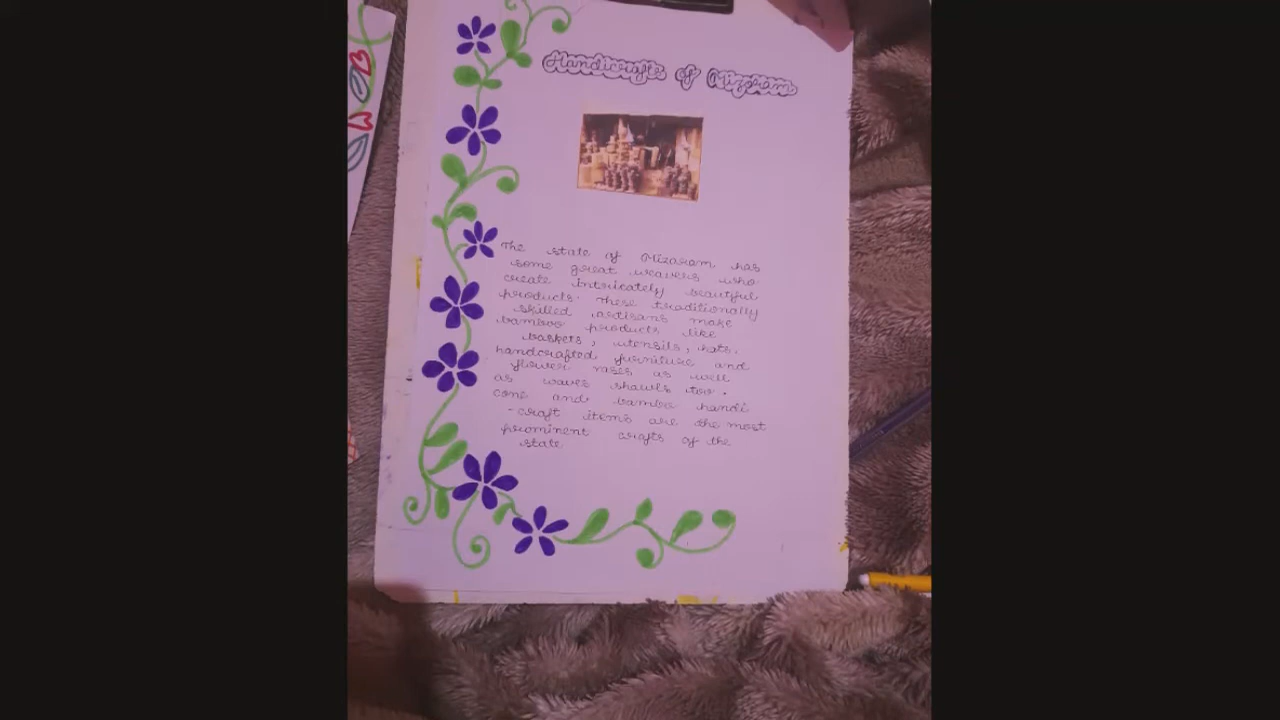 Handicrafts of Mizoram
The state of Mizoram has
some great weavers who
create intricately beautiful
products. These traditionally
skilled artisans make
bamboo products like
baskets, utensils, hats,
handcrafted furniture and
flower vases as well
as waves shawls too.
Cane and bamboo handi
-craft items are the most
prominent crafts of the
state